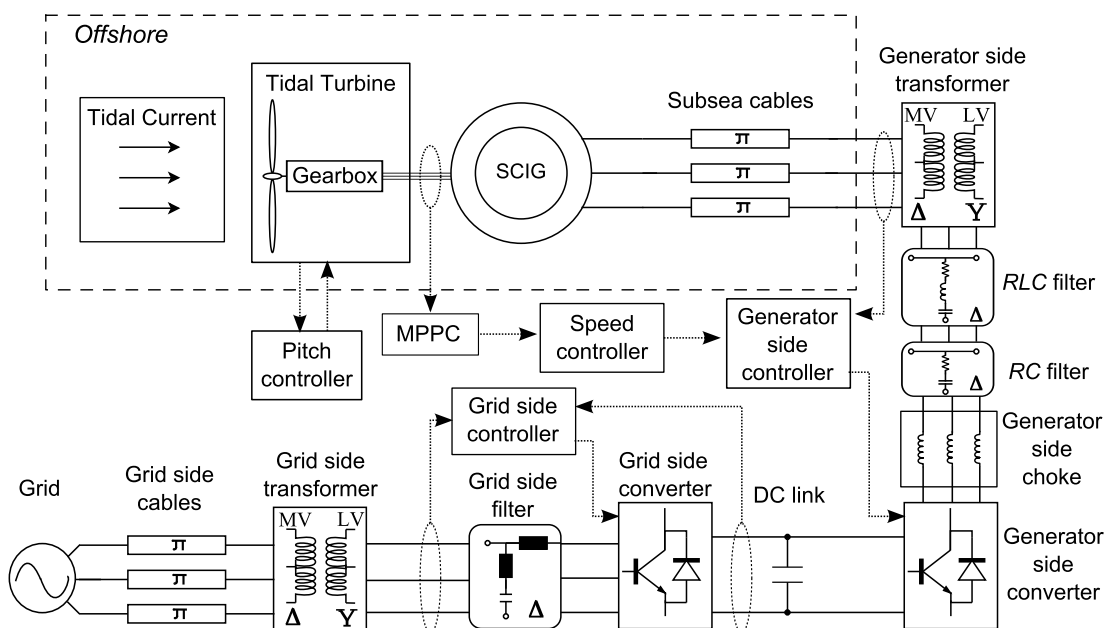 Offshore
Tidal Current
Tidal Turbine
Gearbox
SCIG
Subsea cables
π
π
π
Generator side
transformer
MV LV
Δ Y
RLC filter
Δ
RC filter
Δ
Generator
side
choke
Pitch
controller
MPPC
Speed
controller
Generator
side
controller
Grid side
controller
Grid
Grid side
cables
π
π
π
Grid side
transformer
MV LV
Δ Y
Grid side
filter
Δ
Grid side
converter
DC link
Generator
side
converter